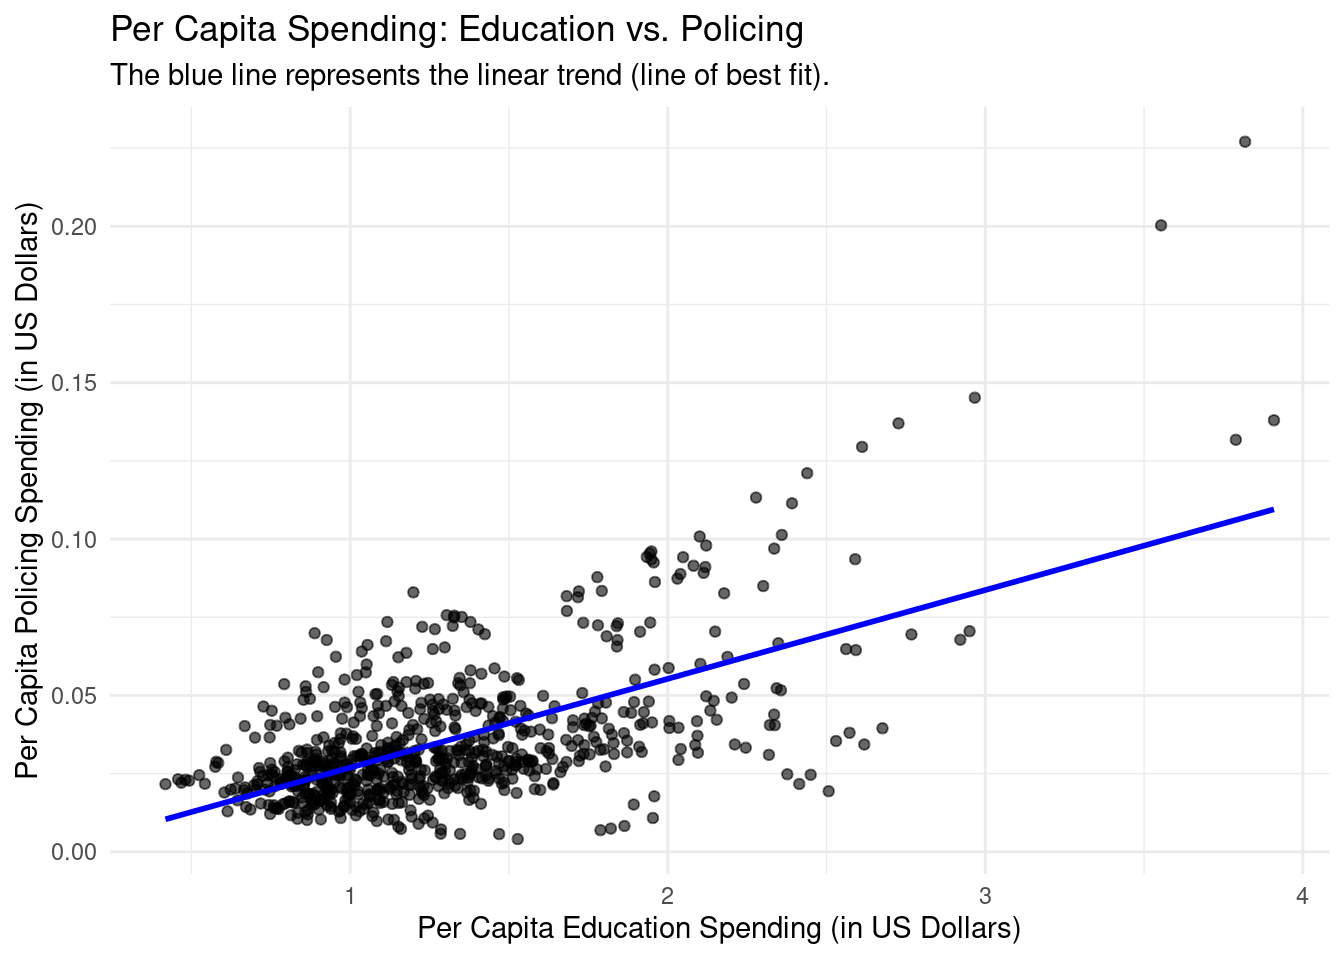 Per Capita Spending: Education vs. Policing
The blue line represents the linear trend (line of best fit).
Per Capita Policing Spending (in US Dollars)
0.20
0.15
0.10
0.05
0.00
1 2 3 4
Per Capita Education Spending (in US Dollars)